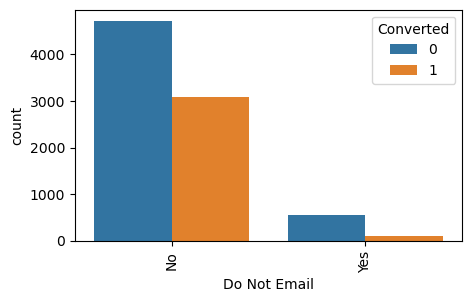 Converted
0
1
4000
3000
2000
1000
0
count
No
Yes
Do Not Email